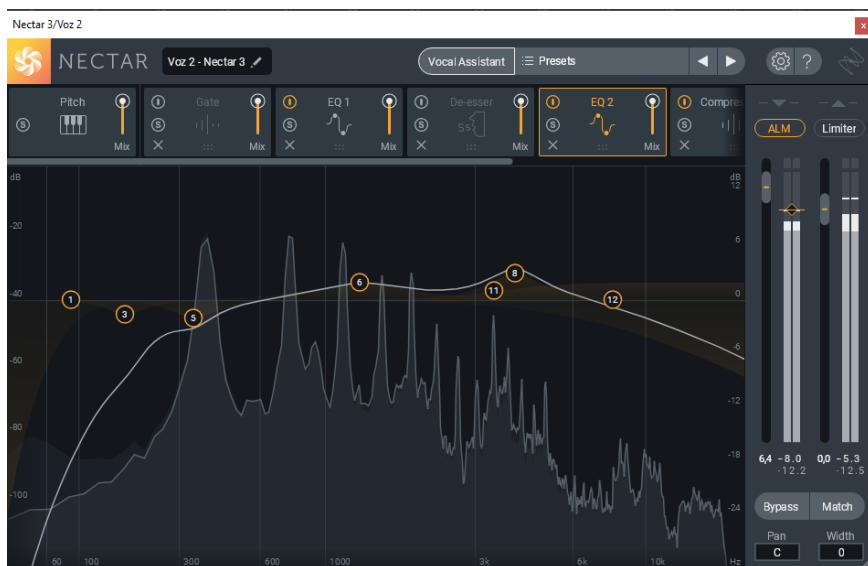 Nectar 3/Voz 2
x
NECTAR
Voz 2 - Nectar 3
Vocal Assistant
Presets
?
Pitch
S
Mix
Gate
S
Mix
EQ 1
S
Mix
De-esser
S
Mix
EQ 2
S
Mix
Compres
S
ALM
Limiter
dB
-20
-40
-60
-80
-100
dB
12
6
0
-6
-12
-18
-24
1
3
5
6
11
8
12
60
100
300
600
1000
3k
6k
10k
Hz
6,4 -8.0
-12.2
0,0 -5.3
-12.5
Bypass
Match
Pan
Width
C
0